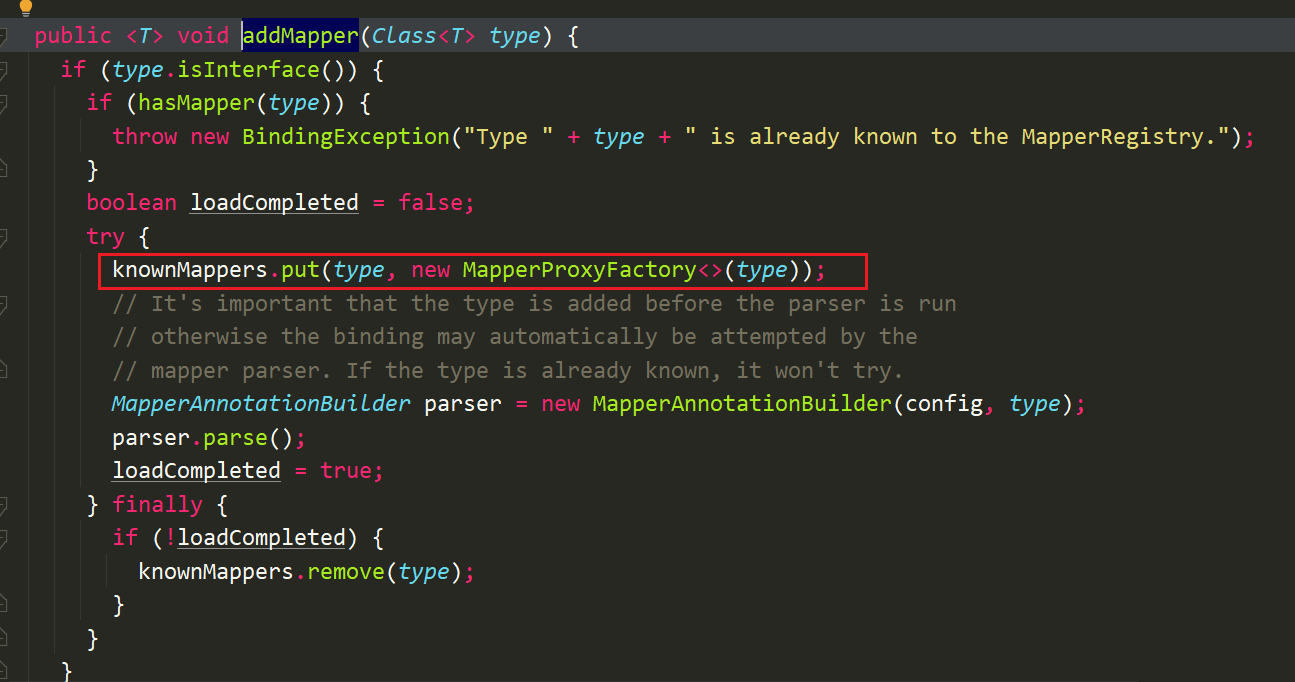 public <T> void addMapper(Class<T> type) {
if (type.isInterface()) {
if (hasMapper(type)) {
throw new BindingException("Type " + type + " is already known to the MapperRegistry.");
}
boolean loadCompleted = false;
try {
knownMappers.put(type, new MapperProxyFactory<>(type));
// It's important that the type is added before the parser is run
// otherwise the binding may automatically be attempted by the
// mapper parser. If the type is already known, it won't try.
MapperAnnotationBuilder parser = new MapperAnnotationBuilder(config, type);
parser.parse();
loadCompleted = true;
} finally {
if (!loadCompleted) {
knownMappers.remove(type);
}
}
}